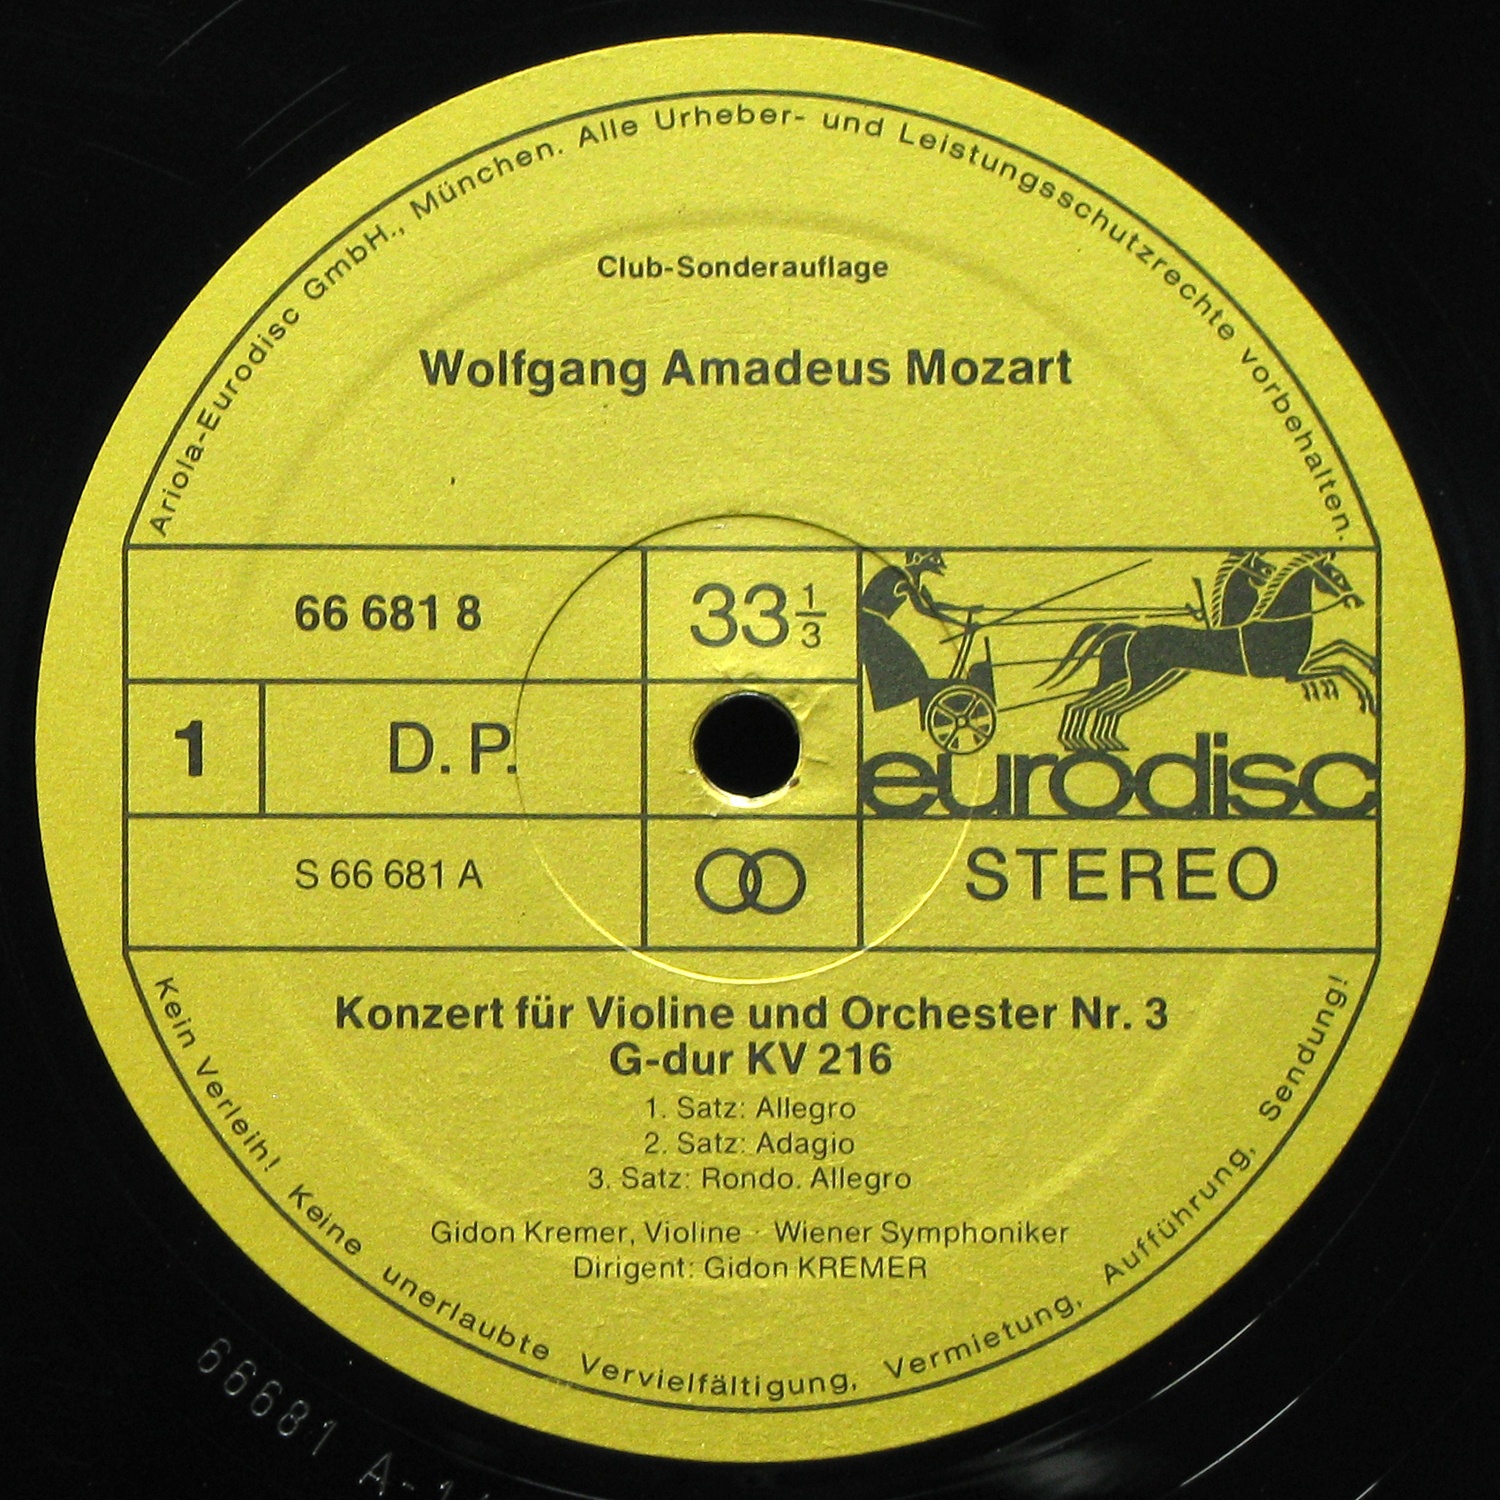 Ariola-Eurodisc GmbH., München. Alle Urheber- und Leistungsschutzrechte vorbehalten.
Club-Sonderauflage
Wolfgang Amadeus Mozart
66 681 8
33 1/3
1
D. P.
eurodisc
S 66 681 A
STEREO
Konzert für Violine und Orchester Nr. 3
G-dur KV 216
1. Satz: Allegro
2. Satz: Adagio
3. Satz: Rondo. Allegro
Gidon Kremer, Violine - Wiener Symphoniker
Dirigent: Gidon KREMER
Kein Verleih! Keine unerlaubte Vervielfältigung, Vermietung, Aufführung, Sendung!
66681 A-1